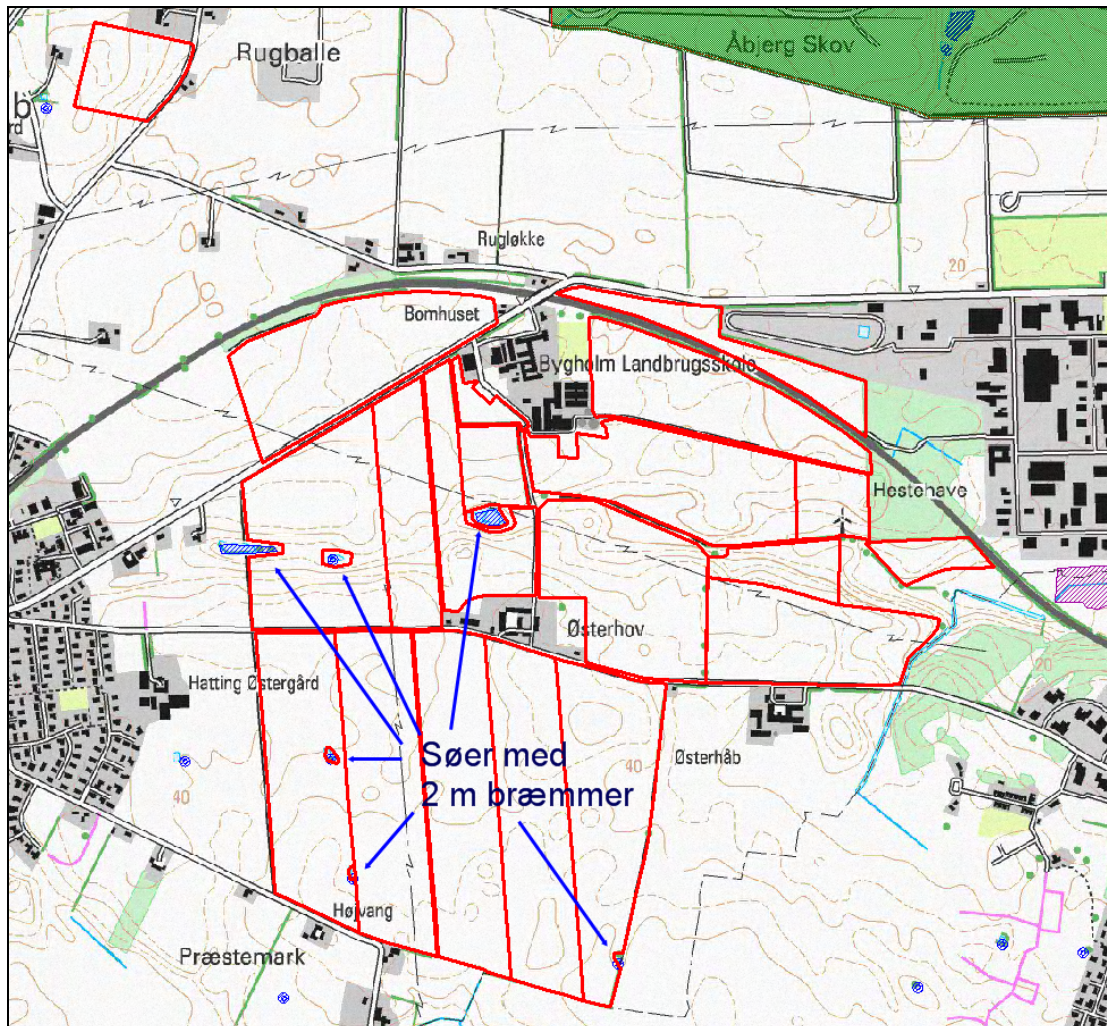 Rugballe
Åbjerg Skov
b
rd
Rugløkke
20
Bomhuset
Bygholm Landbrugsskole
Hestehave
Østerhov
20
Hatting Østergård
Søer med
2 m bræmmer
40
40
Østerhåb
Højvang
Præstemark